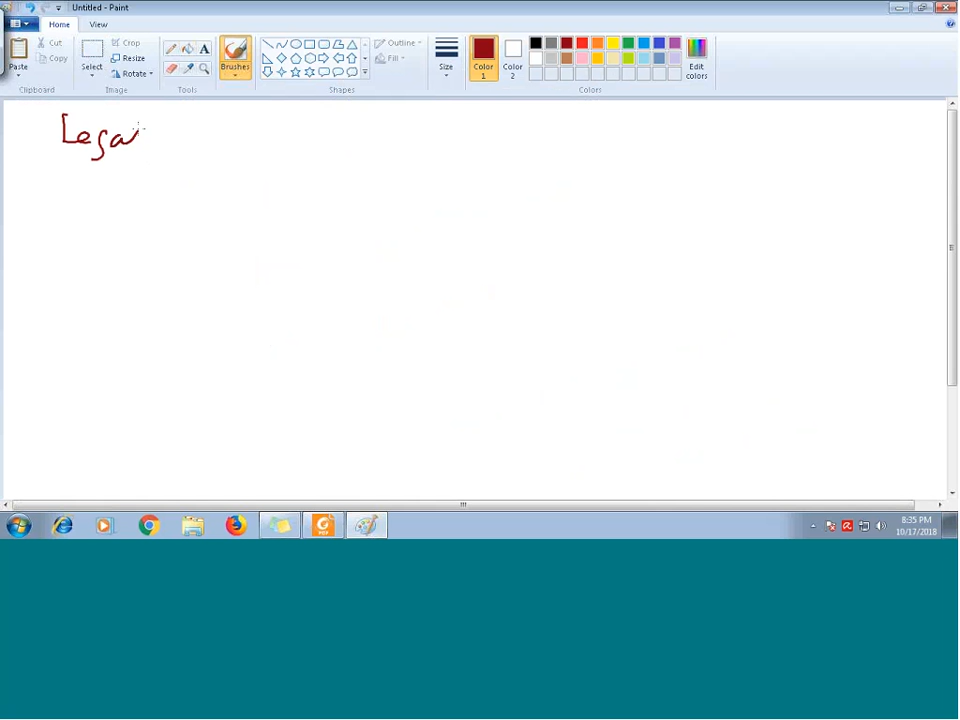 Untitled - Paint
Home
View
Paste
Cut
Copy
Clipboard
Select
Crop
Resize
Rotate
Image
Tools
Brushes
Outline
Fill
Shapes
Size
Color 1
Color 2
Edit colors
Colors
Lega
PDF
8:35 PM
10/17/2018